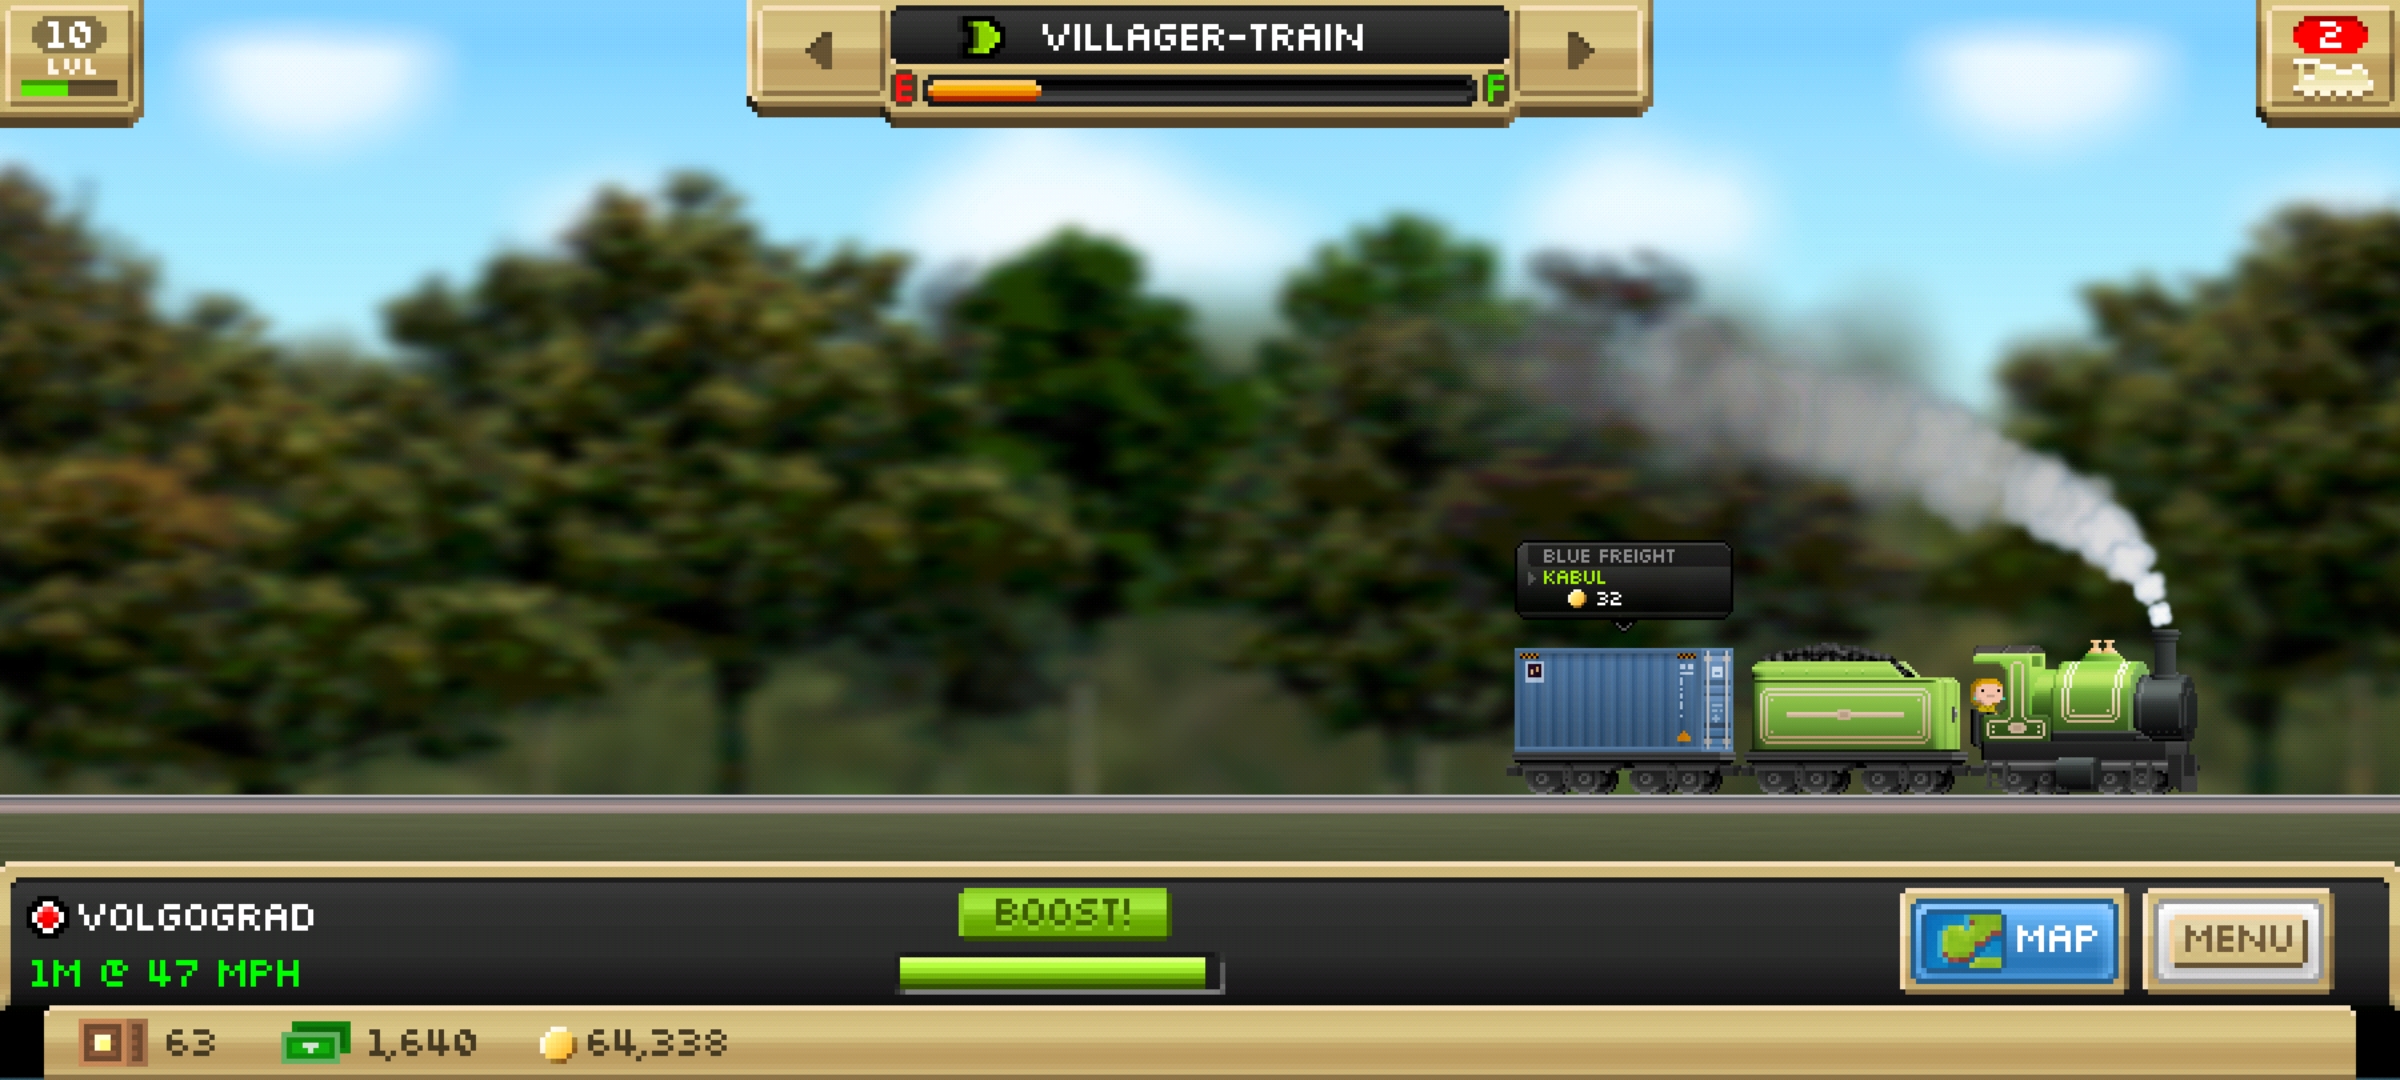 10
LVL
VILLAGER-TRAIN
E F
2
BLUE FREIGHT
KABUL
32
VOLGOGRAD
1M @ 47 MPH
BOOST!
MAP
MENU
63
1,640
64,338